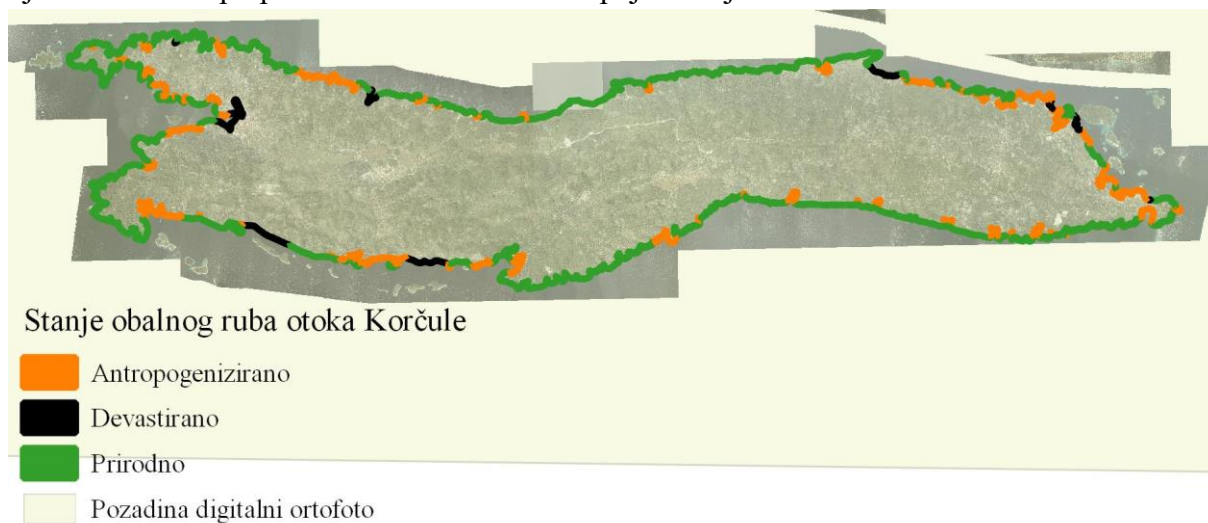 Stanje obalnog ruba otoka Korčule
Antropogenizirano
Devastirano
Prirodno
Pozadina digitalni ortofoto